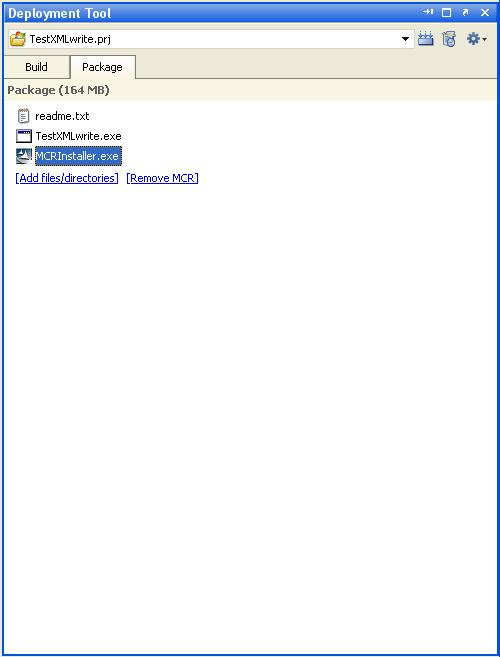 Deployment Tool
TestXMLwrite.prj
Build Package
Package (164 MB)
readme.txt
TestXMLwrite.exe
MCRInstaller.exe
[Add files/directories] [Remove MCR]